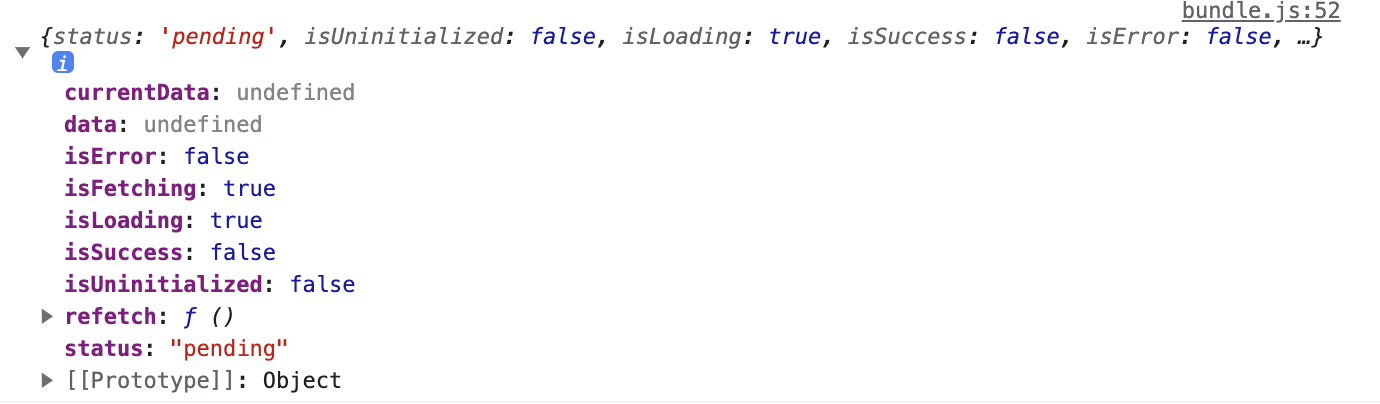 bundle.js:52
{status: 'pending', isUninitialized: false, isLoading: true, isSuccess: false, isError: false, …}
i
currentData: undefined
data: undefined
isError: false
isFetching: true
isLoading: true
isSuccess: false
isUninitialized: false
refetch: ƒ ()
status: "pending"
[[Prototype]]: Object